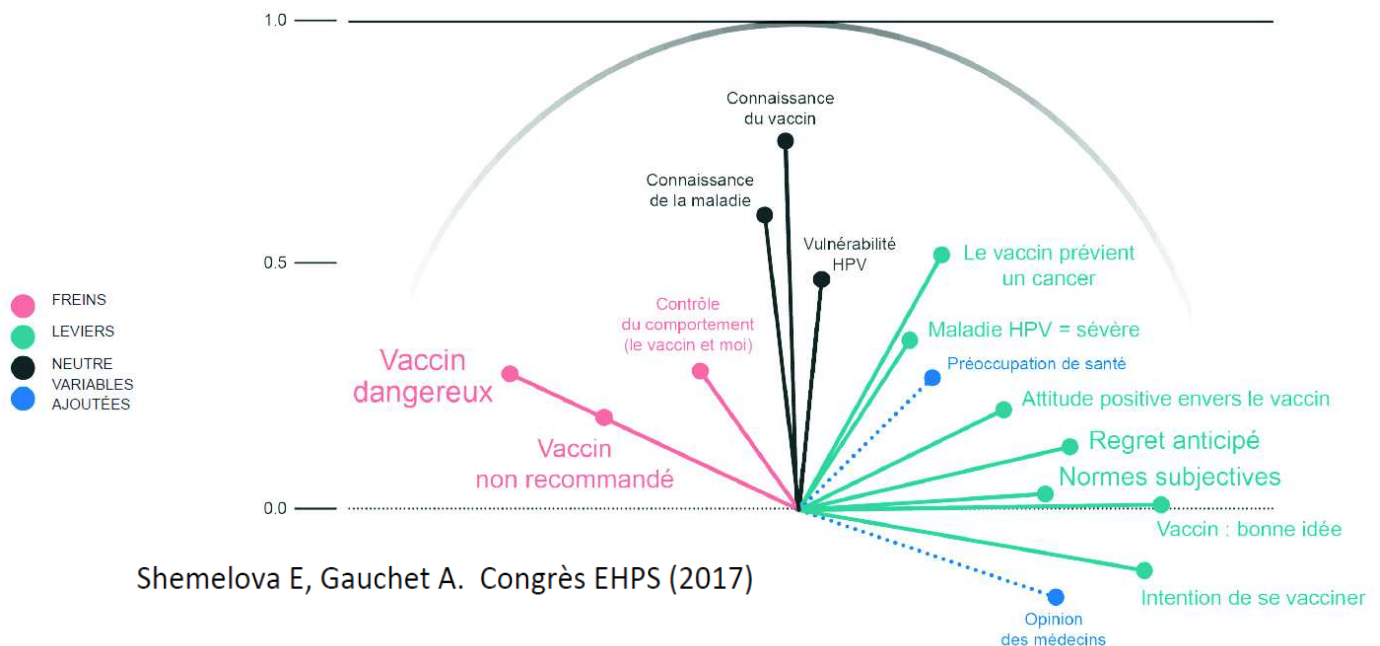 1.0
Connaissance
du vaccin
Connaissance
de la maladie
Vulnérabilité
HPV
0.5
Le vaccin prévient
un cancer
FREINS
LEVIERS
NEUTRE
VARIABLES
AJOUTÉES
Contrôle
du comportement
(le vaccin et moi)
Maladie HPV = sévère
Vaccin
dangereux
Préoccupation de santé
Attitude positive envers le vaccin
Vaccin
non recommandé
Regret anticipé
Normes subjectives
0.0
Vaccin : bonne idée
Shemelova E, Gauchet A. Congrès EHPS (2017)
Intention de se vacciner
Opinion
des médecins